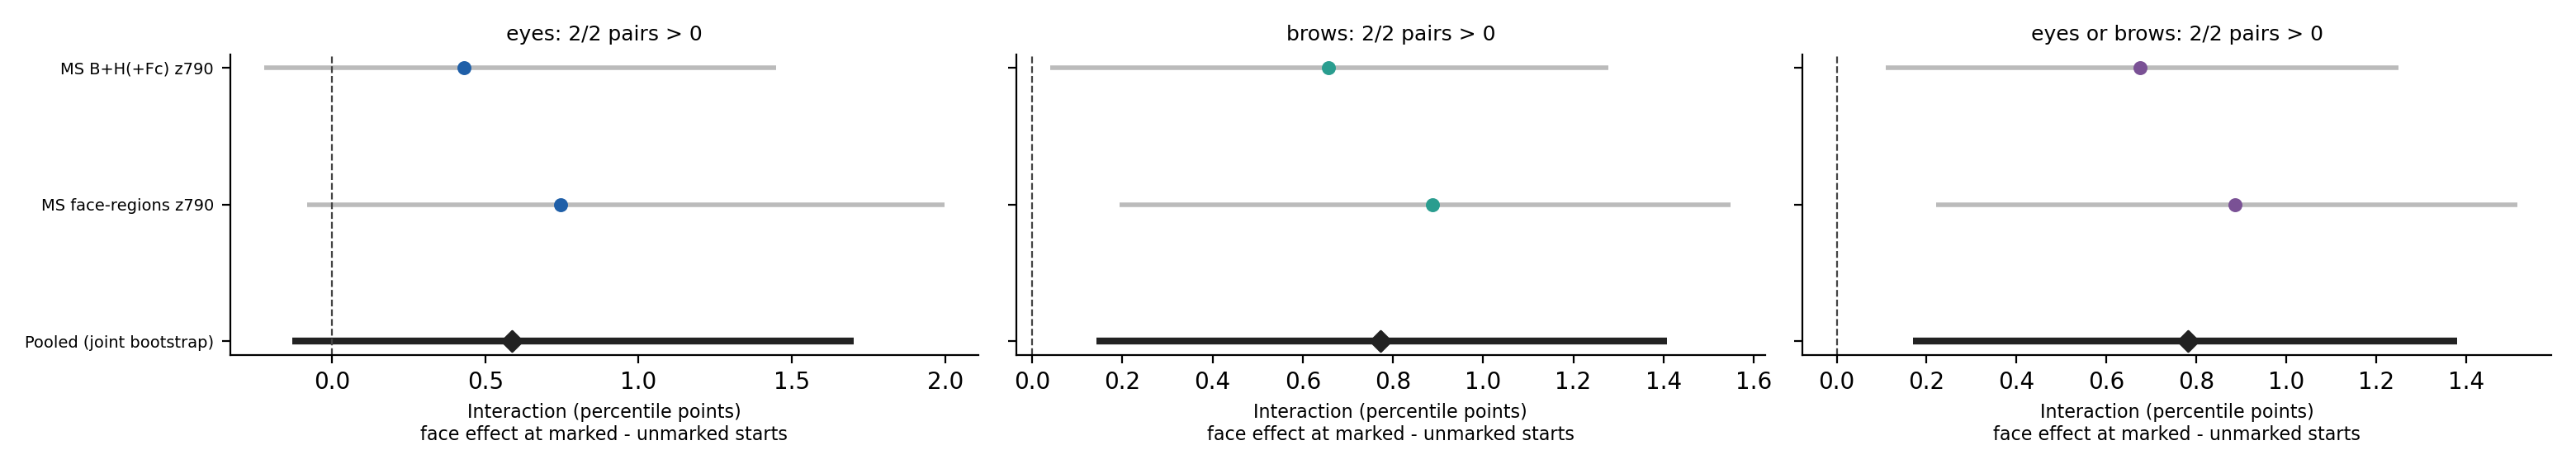 eyes: 2/2 pairs > 0
brows: 2/2 pairs > 0
eyes or brows: 2/2 pairs > 0
MS B+H(+Fc) z790
MS face-regions z790
Pooled (joint bootstrap)
0.0 0.5 1.0 1.5 2.0
0.0 0.2 0.4 0.6 0.8 1.0 1.2 1.4 1.6
0.0 0.2 0.4 0.6 0.8 1.0 1.2 1.4
Interaction (percentile points)
face effect at marked - unmarked starts
Interaction (percentile points)
face effect at marked - unmarked starts
Interaction (percentile points)
face effect at marked - unmarked starts